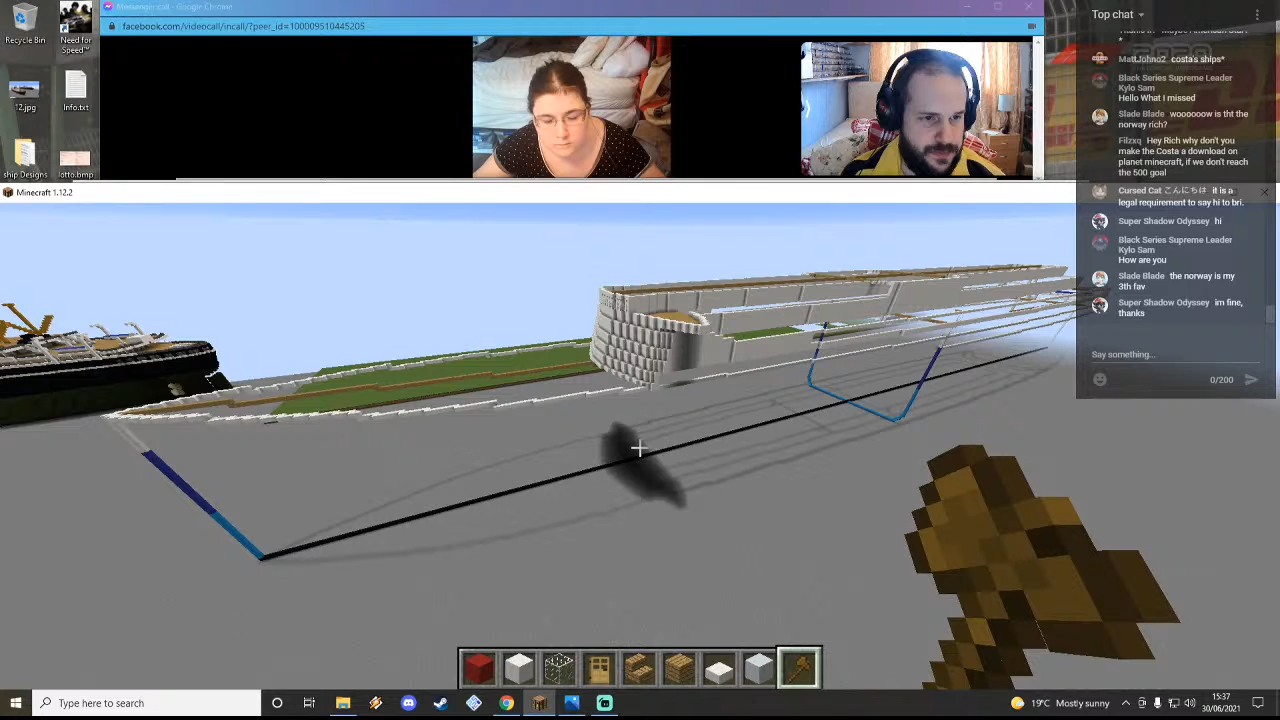 Messenger call - Google Chrome
facebook.com/videocall/incall/?peer_id=100009510445205
Recycle Bin
Need for
Speed™
12.jpg
Info.txt
ship Designs
lotto.bmp
Minecraft 1.12.2
Top chat
MattJohno2 costa's ships*
Black Series Supreme Leader
Kylo Sam
Hello What I missed
Slade Blade woooooow is tht the
norway rich?
Filzxq Hey Rich why don't you
make the Costa a download on
planet minecraft, if we don't reach
the 500 goal
Cursed Cat こんにちは it is a
legal requirement to say hi to bri.
Super Shadow Odyssey hi
Black Series Supreme Leader
Kylo Sam
How are you
Slade Blade the norway is my
3th fav
Super Shadow Odyssey im fine,
thanks
Say something...
0/200
Type here to search
19°C Mostly sunny
15:37
30/06/2021